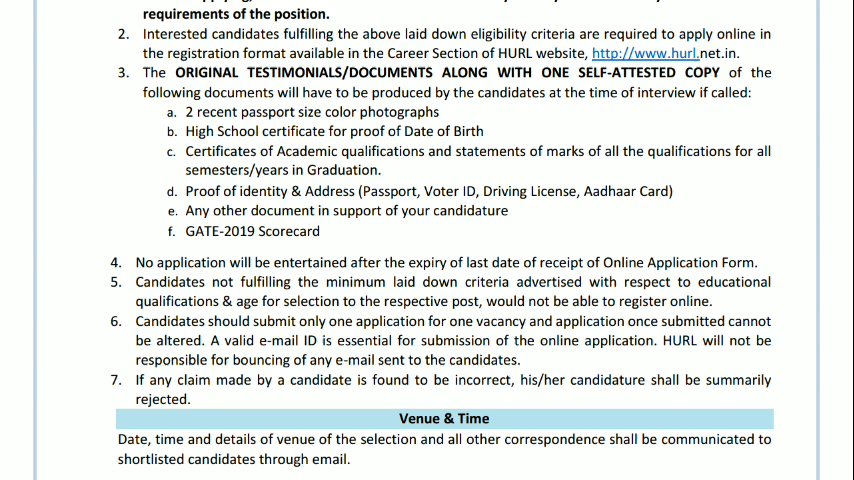 requirements of the position.
2. Interested candidates fulfilling the above laid down eligibility criteria are required to apply online in
the registration format available in the Career Section of HURL website, http://www.hurl.net.in.
3. The ORIGINAL TESTIMONIALS/DOCUMENTS ALONG WITH ONE SELF-ATTESTED COPY of the
following documents will have to be produced by the candidates at the time of interview if called:
a. 2 recent passport size color photographs
b. High School certificate for proof of Date of Birth
c. Certificates of Academic qualifications and statements of marks of all the qualifications for all
semesters/years in Graduation.
d. Proof of identity & Address (Passport, Voter ID, Driving License, Aadhaar Card)
e. Any other document in support of your candidature
f. GATE-2019 Scorecard
4. No application will be entertained after the expiry of last date of receipt of Online Application Form.
5. Candidates not fulfilling the minimum laid down criteria advertised with respect to educational
qualifications & age for selection to the respective post, would not be able to register online.
6. Candidates should submit only one application for one vacancy and application once submitted cannot
be altered. A valid e-mail ID is essential for submission of the online application. HURL will not be
responsible for bouncing of any e-mail sent to the candidates.
7. If any claim made by a candidate is found to be incorrect, his/her candidature shall be summarily
rejected.
Venue & Time
Date, time and details of venue of the selection and all other correspondence shall be communicated to
shortlisted candidates through email.